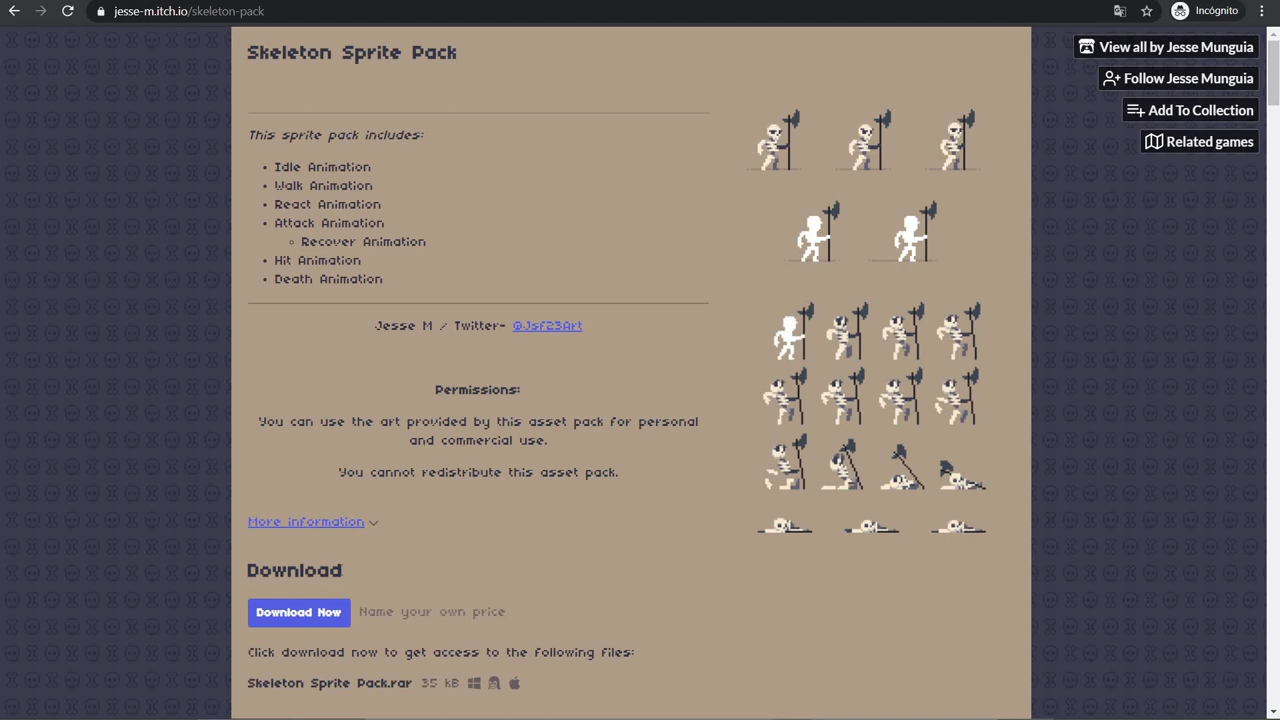 jesse-m.itch.io/skeleton-pack
Incógnito
Skeleton Sprite Pack
View all by Jesse Munguia
Follow Jesse Munguia
Add To Collection
Related games
This sprite pack includes:
Idle Animation
Walk Animation
React Animation
Attack Animation
Recover Animation
Hit Animation
Death Animation
Jesse M / Twitter- @Jsf23Art
Permissions:
You can use the art provided by this asset pack for personal
and commercial use.
You cannot redistribute this asset pack.
More information
Download
Download Now Name your own price
Click download now to get access to the following files:
Skeleton Sprite Pack.rar 35 kB